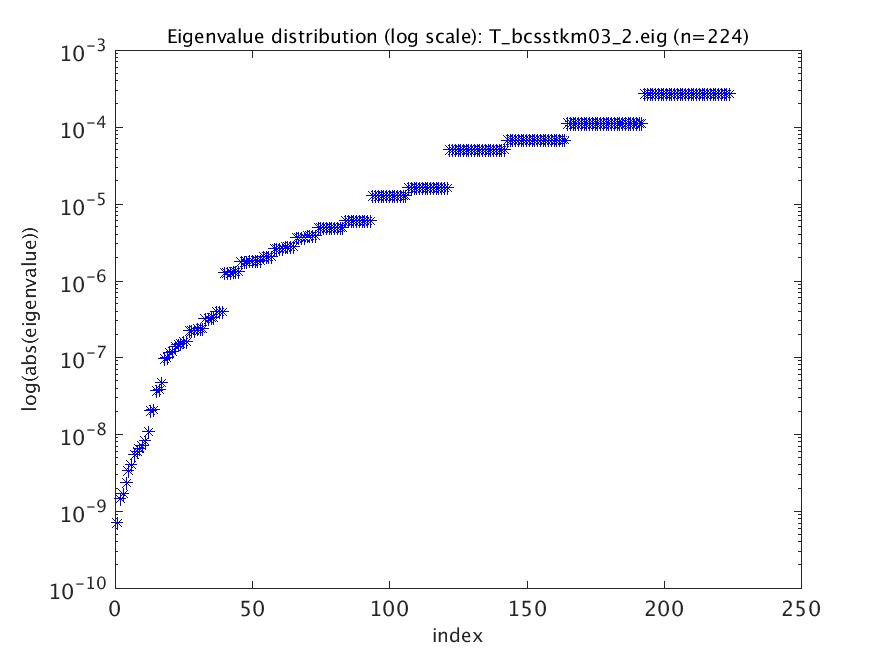 Eigenvalue distribution (log scale): T_bcsstkm03_2.eig (n=224)
10^-3
10^-4
10^-5
10^-6
10^-7
10^-8
10^-9
10^-10
log(abs(eigenvalue))
0 50 100 150 200 250
index